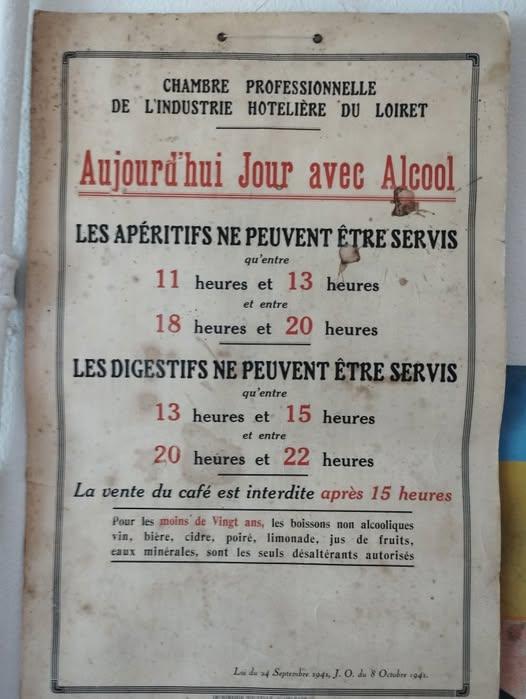 CHAMBRE PROFESSIONNELLE
DE L'INDUSTRIE HOTELIÈRE DU LOIRET
Aujourd'hui Jour avec Alcool
LES APÉRITIFS NE PEUVENT ÊTRE SERVIS
qu'entre
11 heures et 13 heures
et entre
18 heures et 20 heures
LES DIGESTIFS NE PEUVENT ÊTRE SERVIS
qu'entre
13 heures et 15 heures
et entre
20 heures et 22 heures
La vente du café est interdite après 15 heures
Pour les moins de Vingt ans, les boissons non alcooliques
vin, bière, cidre, poiré, limonade, jus de fruits,
eaux minérales, sont les seuls désaltérants autorisés
Loi du 24 Septembre 1941, J. O. du 8 Octobre 1941.